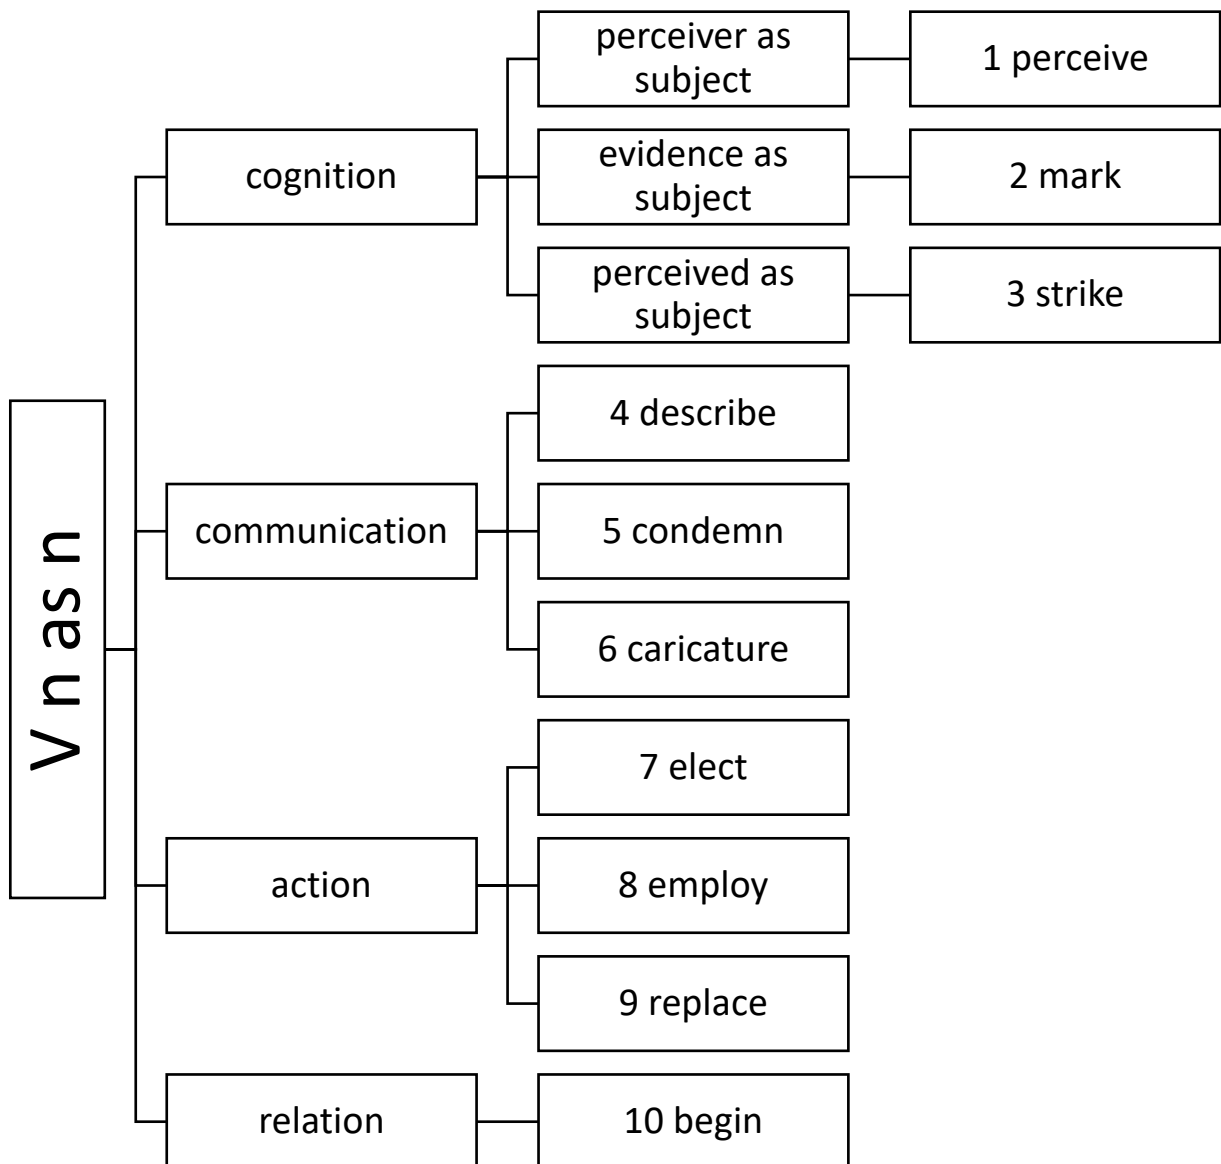 V n as n
cognition
perceiver as
subject
1 perceive
evidence as
subject
2 mark
perceived as
subject
3 strike
communication
4 describe
5 condemn
6 caricature
action
7 elect
8 employ
9 replace
relation
10 begin